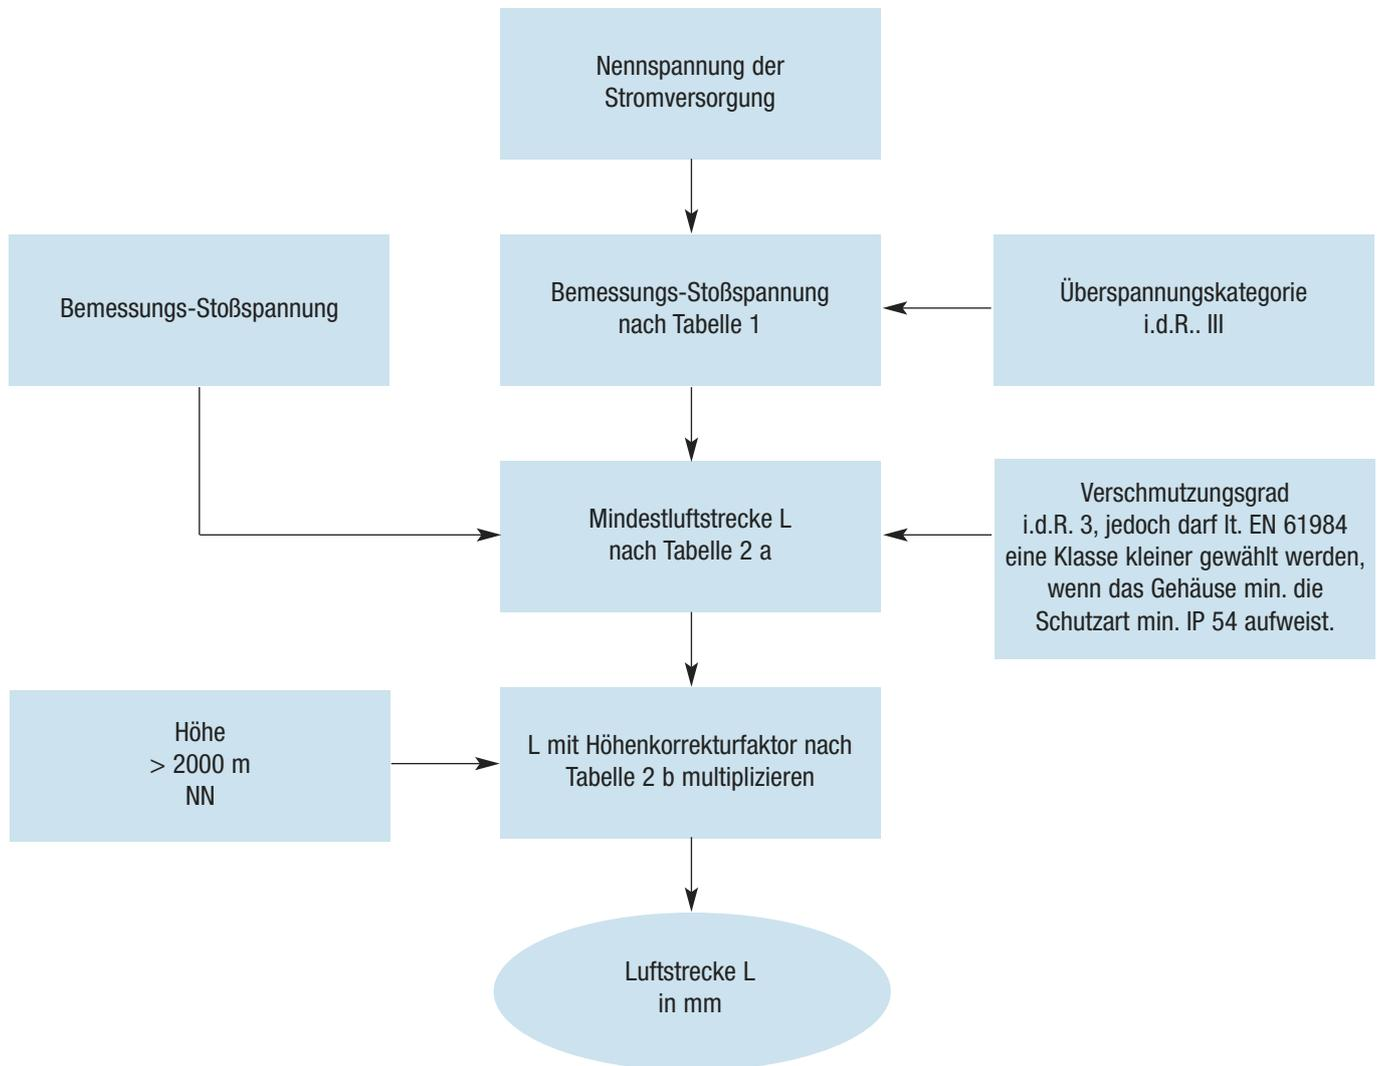 Nennspannung der
Stromversorgung
Bemessungs-Stoßspannung
Bemessungs-Stoßspannung
nach Tabelle 1
Überspannungskategorie
i.d.R.. III
Mindestluftstrecke L
nach Tabelle 2 a
Verschmutzungsgrad
i.d.R. 3, jedoch darf lt. EN 61984
eine Klasse kleiner gewählt werden,
wenn das Gehäuse min. die
Schutzart min. IP 54 aufweist.
Höhe
> 2000 m
NN
L mit Höhenkorrekturfaktor nach
Tabelle 2 b multiplizieren
Luftstrecke L
in mm